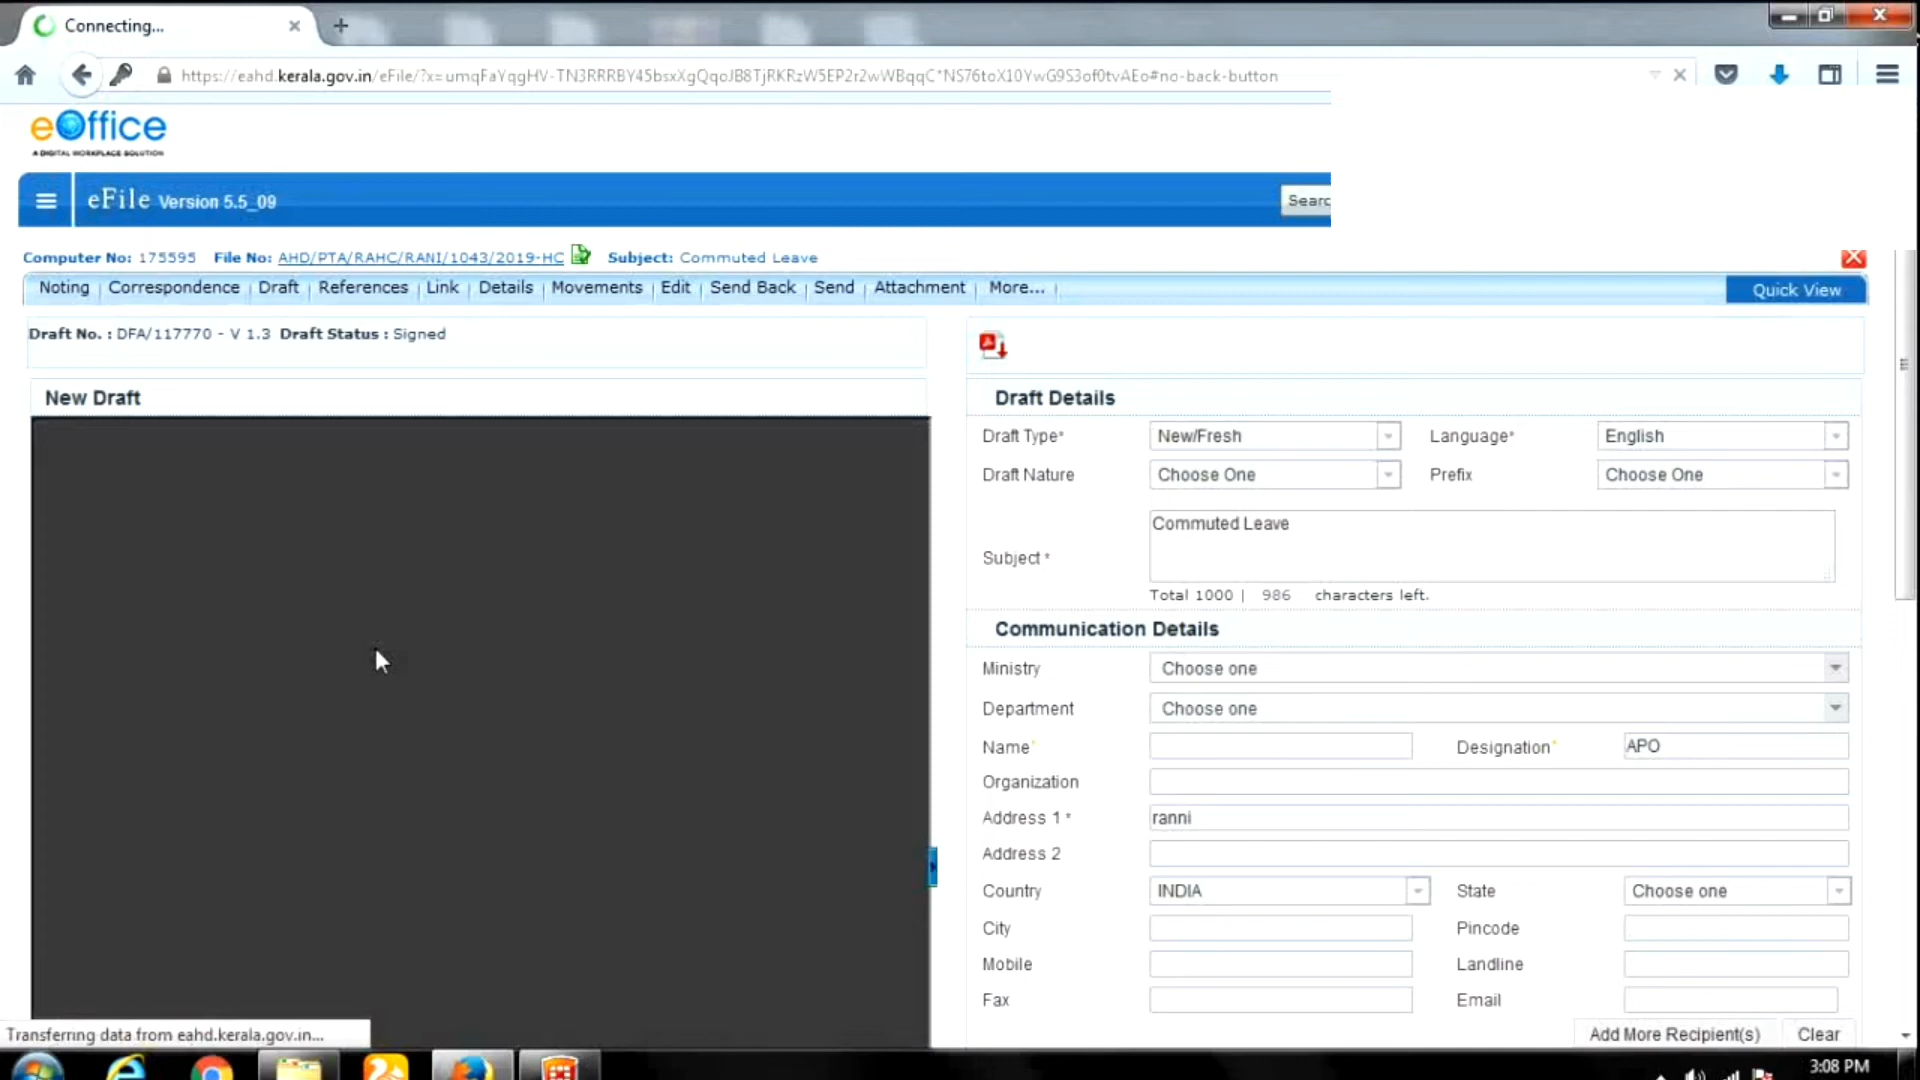 Connecting...
https://eahd.kerala.gov.in/eFile/?x=umqFaYqgHV-TN3RRRBY45bsxXgQqoJB8TjRKRzW5EP2r2wWBqqC*NS76toX10YwG9S3of0tvAEo#no-back-button
eOffice
A DIGITAL WORKPLACE SOLUTION
eFile Version 5.5_09
Searc
Computer No: 175595 File No: AHD/PTA/RAHC/RANI/1043/2019-HC Subject: Commuted Leave
Noting Correspondence Draft References Link Details Movements Edit Send Back Send Attachment More... Quick View
Draft No. : DFA/117770 - V 1.3 Draft Status : Signed
New Draft
Draft Details
Draft Type* New/Fresh Language* English
Draft Nature Choose One Prefix Choose One
Subject * Commuted Leave
Total 1000 | 986 characters left.
Communication Details
Ministry Choose one
Department Choose one
Name* Designation* APO
Organization
Address 1 * ranni
Address 2
Country INDIA State Choose one
City Pincode
Mobile Landline
Fax Email
Add More Recipient(s) Clear
Transferring data from eahd.kerala.gov.in...
3:08 PM